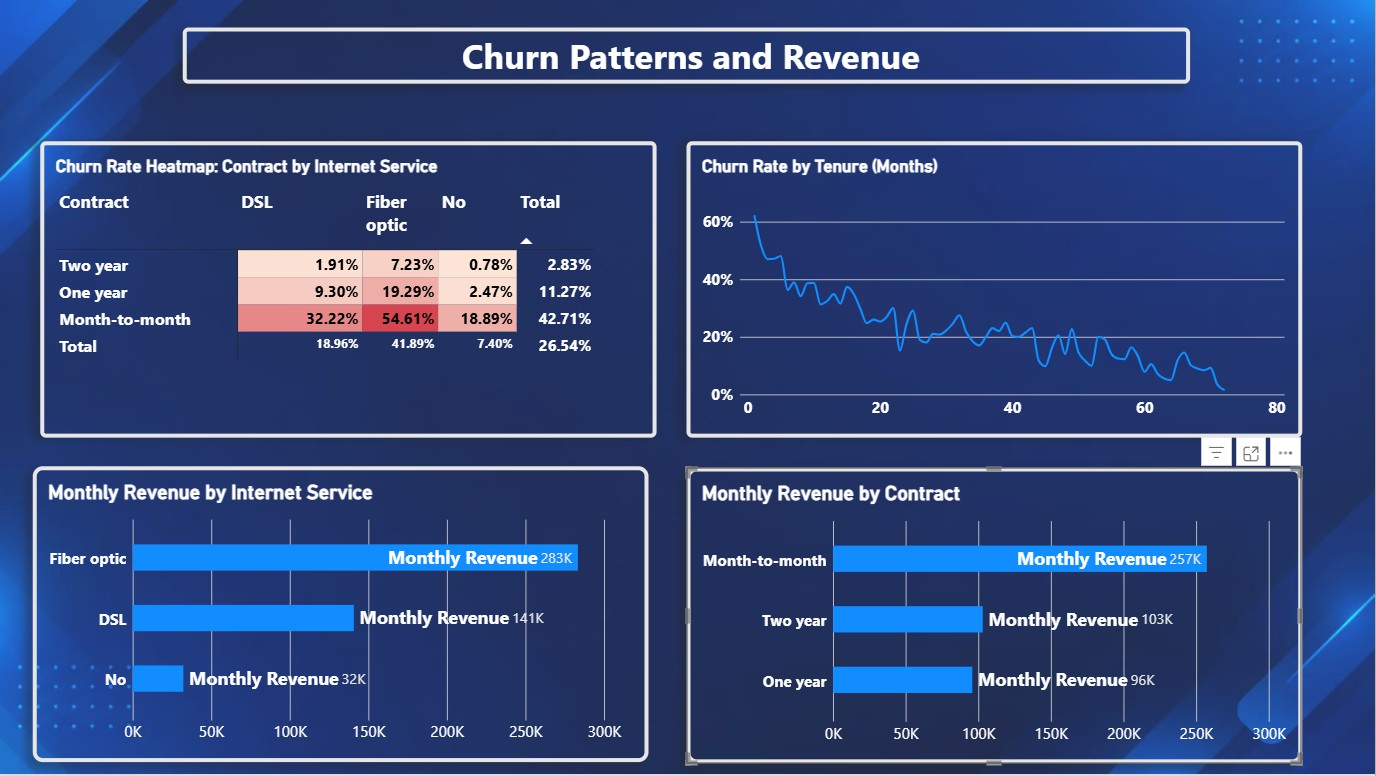 Churn Patterns and Revenue
Churn Rate Heatmap: Contract by Internet Service
Contract DSL Fiber optic No Total
Two year 1.91% 7.23% 0.78% 2.83%
One year 9.30% 19.29% 2.47% 11.27%
Month-to-month 32.22% 54.61% 18.89% 42.71%
Total 18.96% 41.89% 7.40% 26.54%
Churn Rate by Tenure (Months)
60%
40%
20%
0%
0 20 40 60 80
Monthly Revenue by Internet Service
Fiber optic Monthly Revenue 283K
DSL Monthly Revenue 141K
No Monthly Revenue 32K
0K 50K 100K 150K 200K 250K 300K
Monthly Revenue by Contract
Month-to-month Monthly Revenue 257K
Two year Monthly Revenue 103K
One year Monthly Revenue 96K
0K 50K 100K 150K 200K 250K 300K